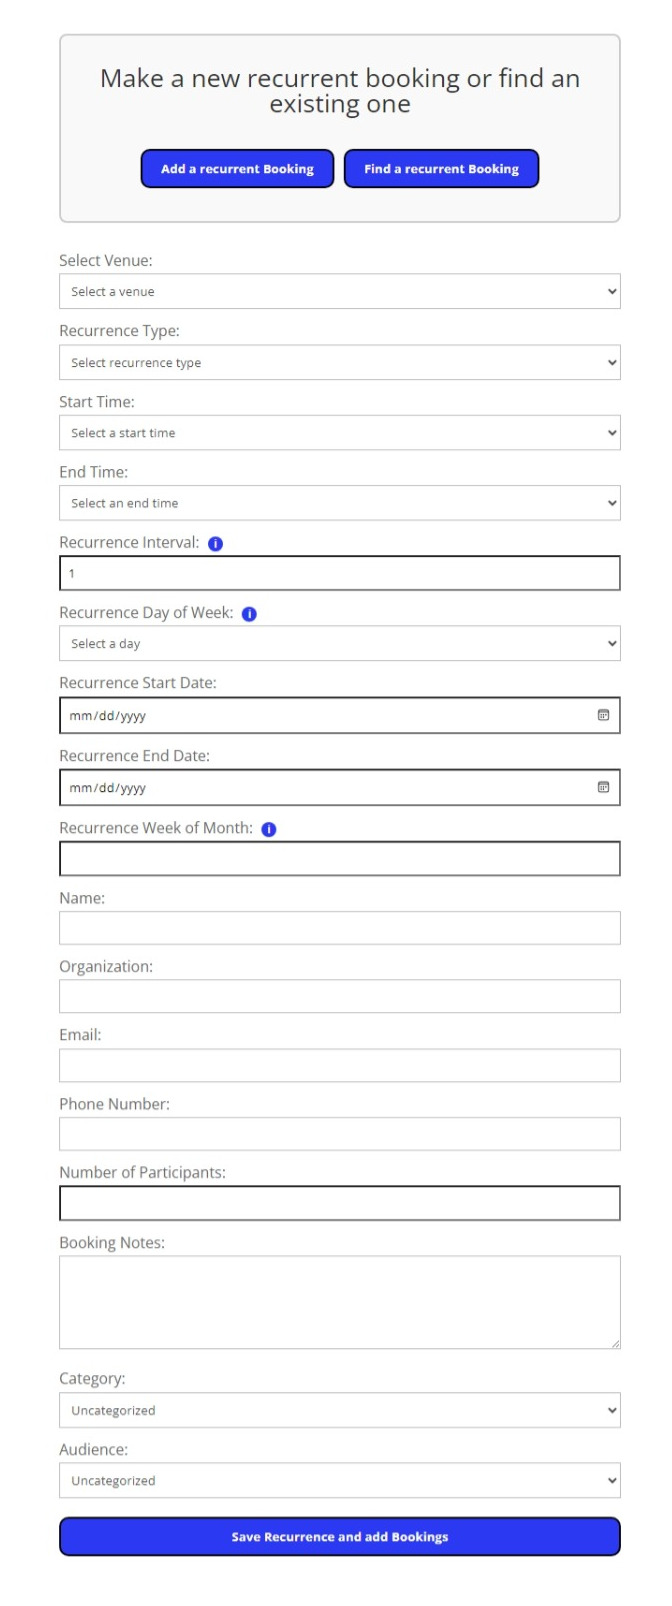 Make a new recurrent booking or find an
existing one
Add a recurrent Booking
Find a recurrent Booking
Select Venue:
Select a venue
Recurrence Type:
Select recurrence type
Start Time:
Select a start time
End Time:
Select an end time
Recurrence Interval: i
1
Recurrence Day of Week: i
Select a day
Recurrence Start Date:
mm/dd/yyyy
Recurrence End Date:
mm/dd/yyyy
Recurrence Week of Month: i
Name:
Organization:
Email:
Phone Number:
Number of Participants:
Booking Notes:
Category:
Uncategorized
Audience:
Uncategorized
Save Recurrence and add Bookings